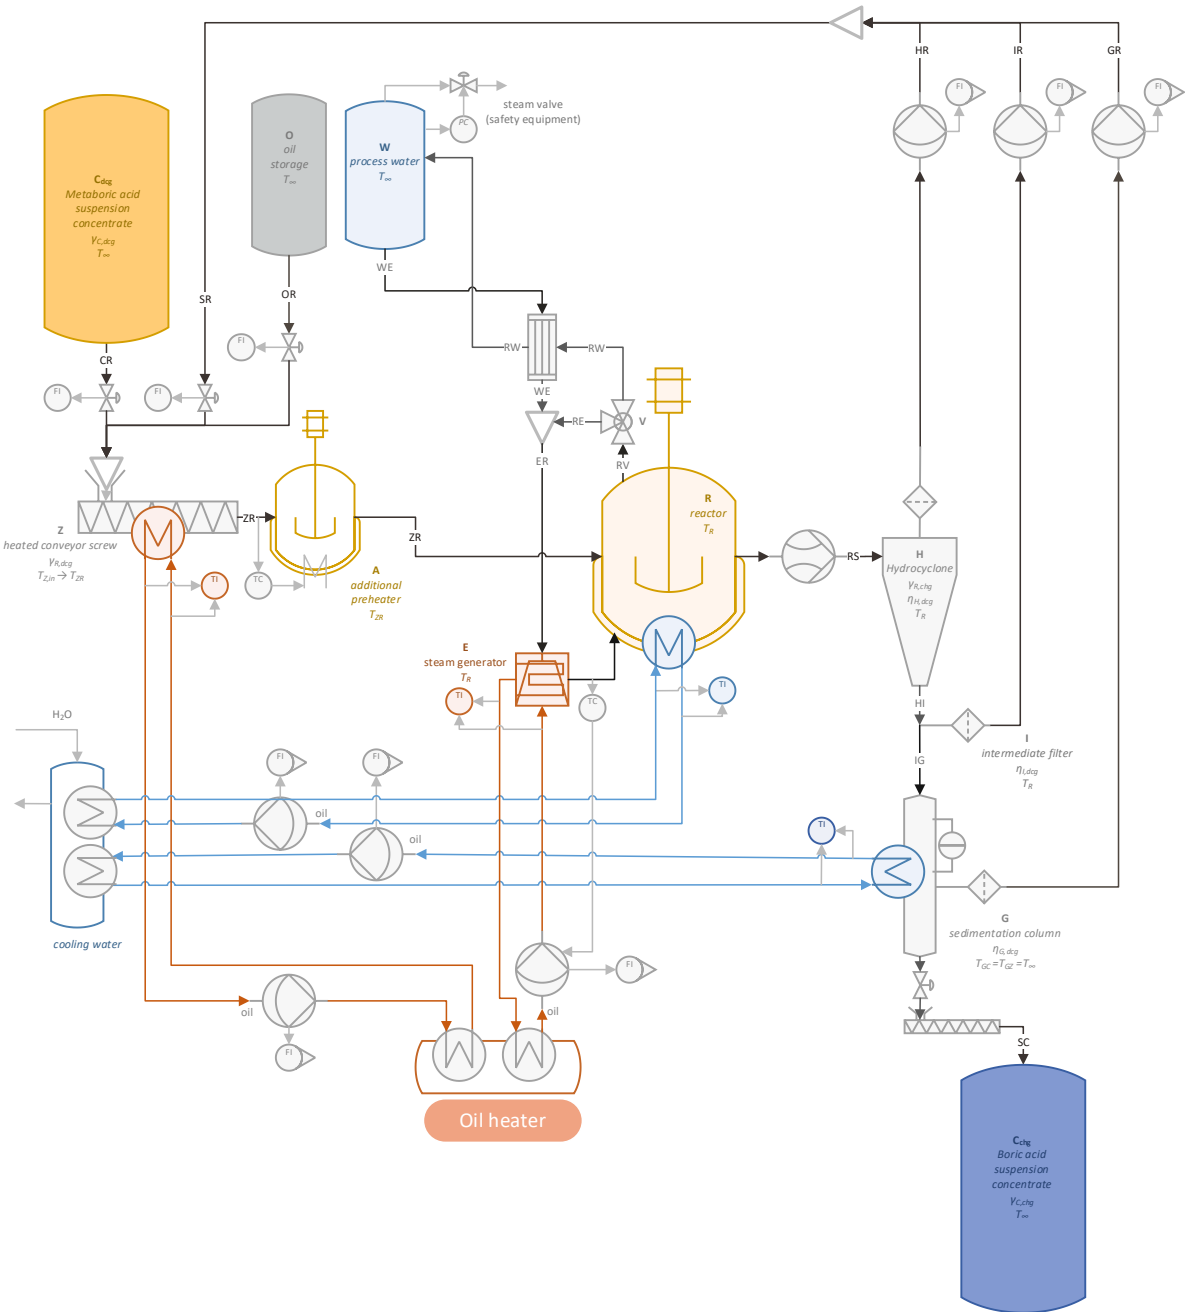 HR
IR
GR
FI
FI
FI
steam valve
(safety equipment)
PC
O
oil
storage
T∞
W
process water
T∞
Cdcg
Metaboric acid
suspension
concentrate
γC,dcg
T∞
WE
SR
OR
FI
RW
RW
CR
FI
FI
WE
RE
V
ER
RV
R
reactor
TR
ZR
ZR
Z
heated conveyor screw
γR,dcg
TZ,in → TZR
TI
TC
A
additional
preheater
TZR
RS
H
Hydrocyclone
γR,chg
ηH,dcg
TR
E
steam generator
TR
TI
TC
TI
HI
I
intermediate filter
ηI,dcg
TR
IG
H2O
FI
FI
oil
oil
TI
cooling water
G
sedimentation column
ηG,dcg
TGC=TGZ=T∞
FI
oil
oil
FI
SC
Oil heater
Cchg
Boric acid
suspension
concentrate
γC,chg
T∞